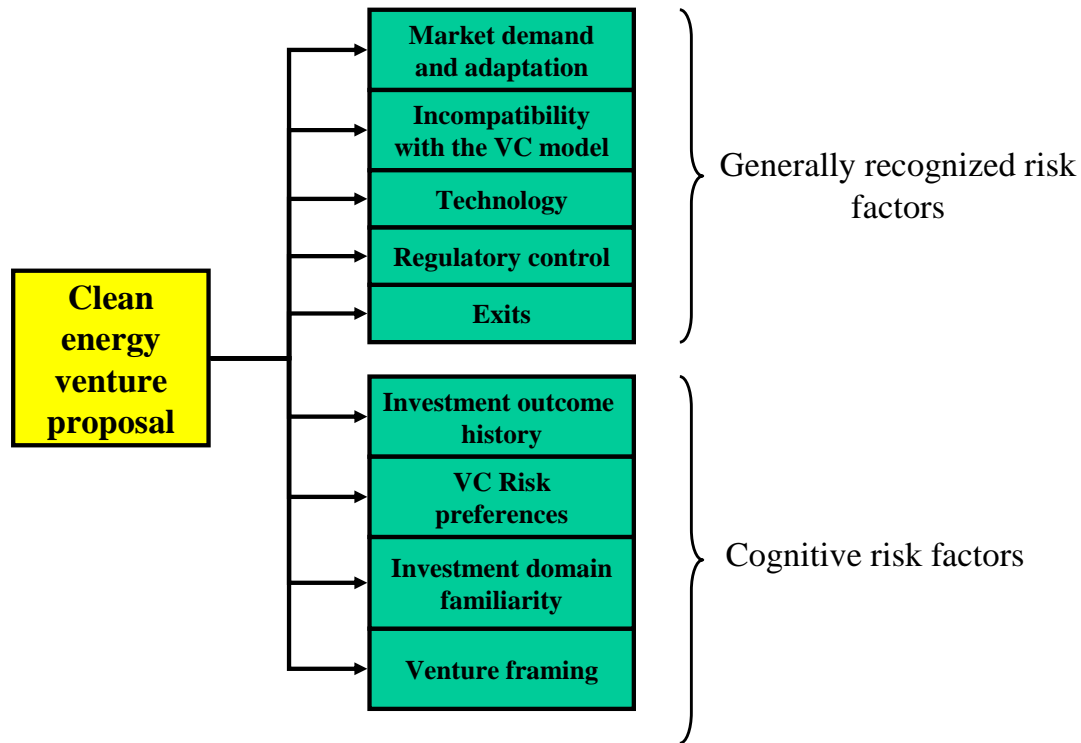 Market demand
and adaptation
Incompatibility
with the VC model
Technology
Regulatory control
Exits
Generally recognized risk
factors
Clean
energy
venture
proposal
Investment outcome
history
VC Risk
preferences
Investment domain
familiarity
Venture framing
Cognitive risk factors